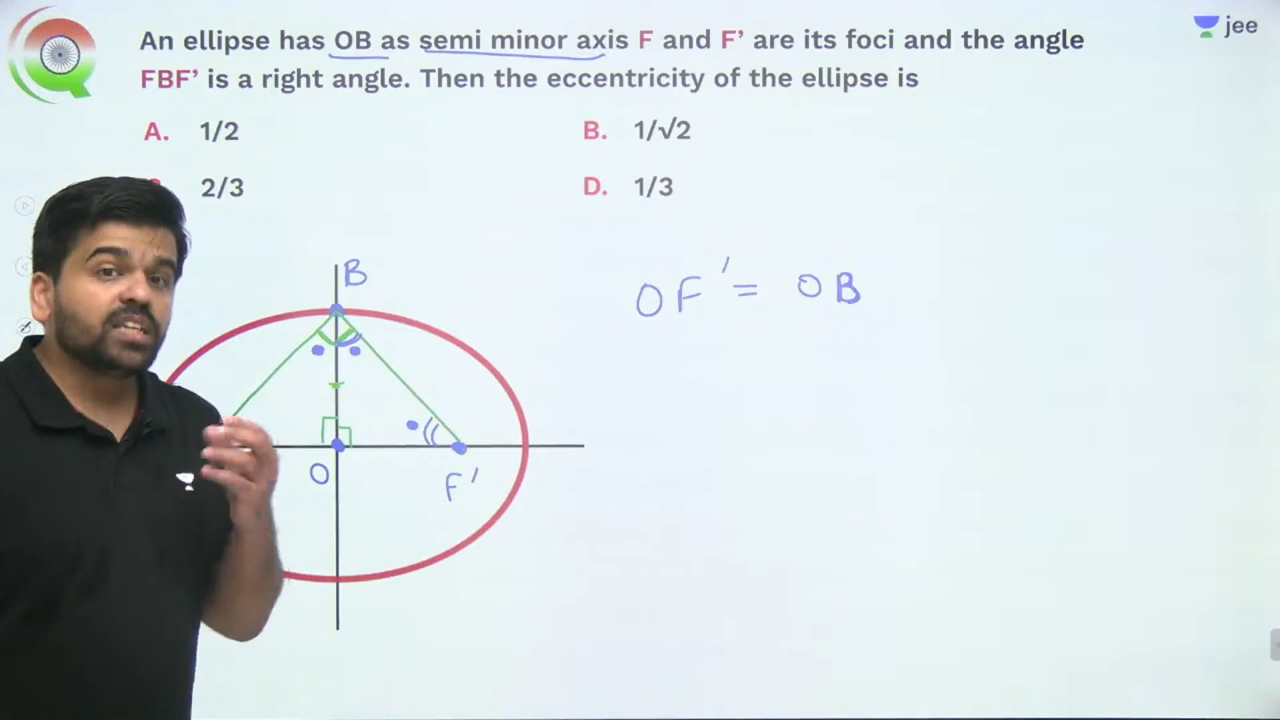 An ellipse has OB as semi minor axis F and F' are its foci and the angle
FBF' is a right angle. Then the eccentricity of the ellipse is
jee
A. 1/2
B. 1/√2
2/3
D. 1/3
B
OF' = OB
O
F'